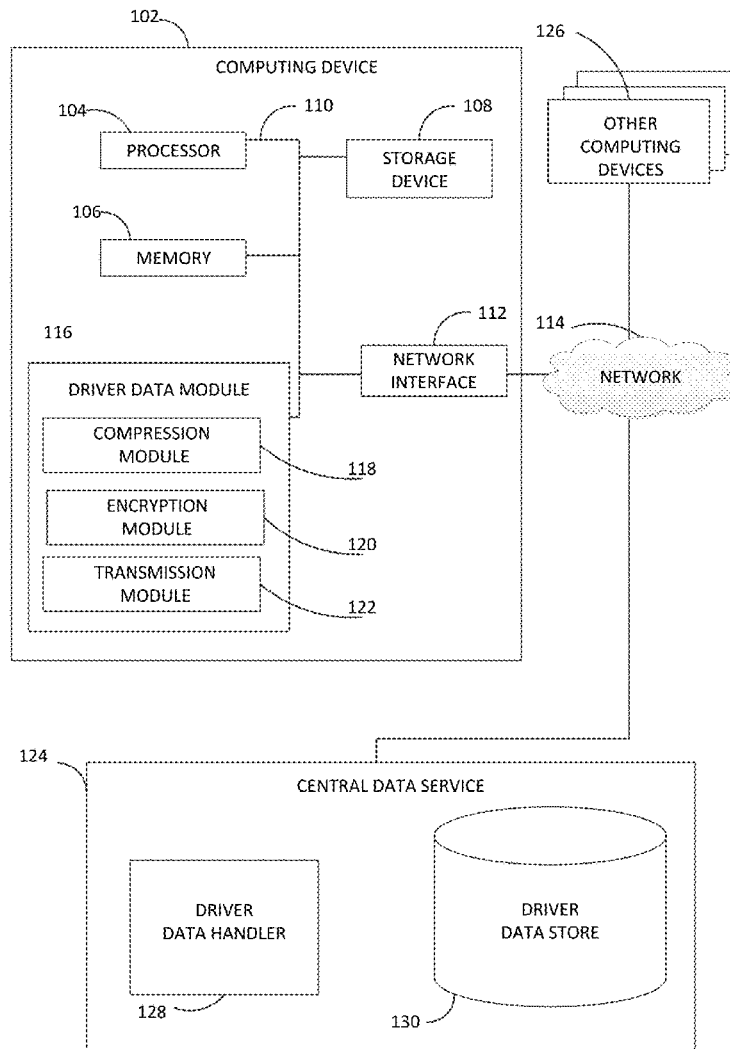 102
COMPUTING DEVICE
126
104
110
108
PROCESSOR
STORAGE
DEVICE
OTHER
COMPUTING
DEVICES
106
MEMORY
116
112
114
NETWORK
INTERFACE
NETWORK
DRIVER DATA MODULE
COMPRESSION
MODULE
118
ENCRYPTION
MODULE
120
TRANSMISSION
MODULE
122
124
CENTRAL DATA SERVICE
DRIVER
DATA HANDLER
DRIVER
DATA STORE
128
130